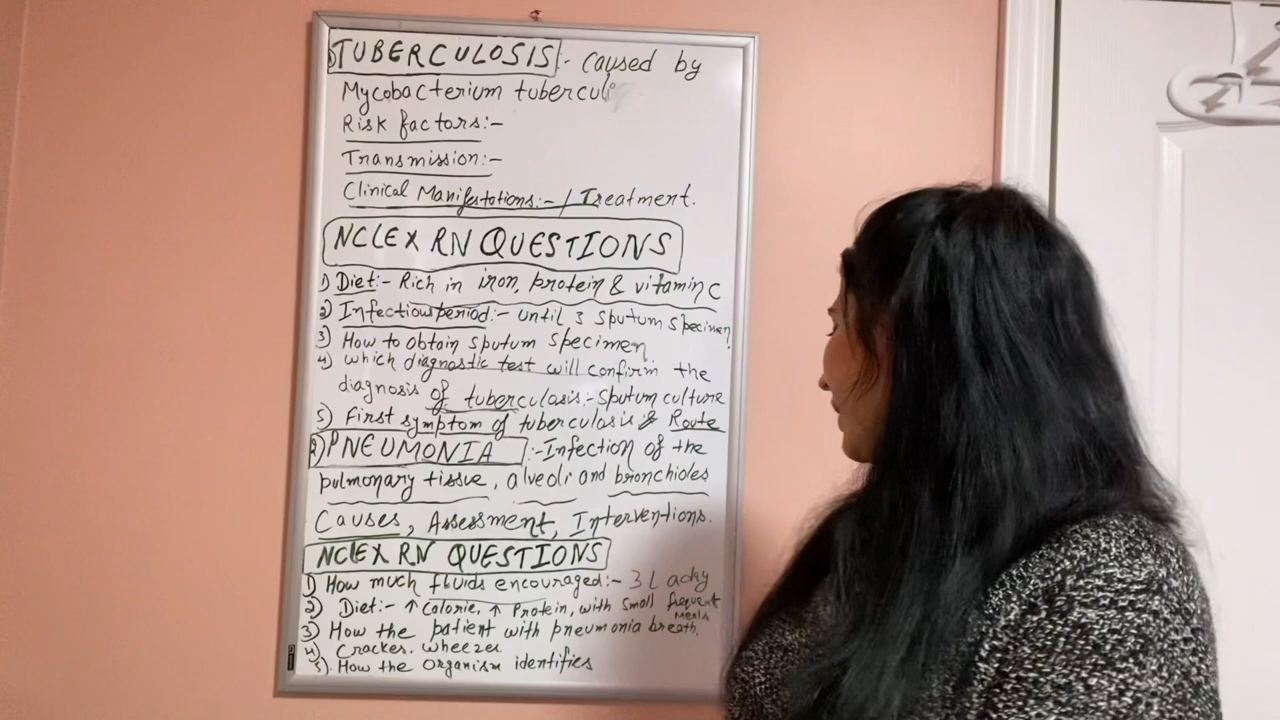 1) TUBERCULOSIS :- Caused by
Mycobacterium tuberculi
Risk factors:-
Transmission:-
Clinical Manifestations:- / Treatment.
NCLEX RN QUESTIONS
1) Diet:- Rich in iron, protein & vitamin C
2) Infectious period:- until 3 sputum specimen.
3) How to obtain sputum specimen
4) which diagnostic test will confirm the
diagnosis of tuberculosis:- sputum culture
5) First symptom of tuberculosis & Route
2) PNEUMONIA :- Infection of the
pulmonary tissue, alveoli and bronchioles
Causes, Assessment, Interventions.
NCLEX RN QUESTIONS
1) How much fluids encouraged:- 3 L aday
2) Diet:- ↑ Calorie, ↑ Protein, with small frequent
meals
3) How the patient with pneumonia breath.
4) Crackes. wheezes.
5). How the Organism identifies